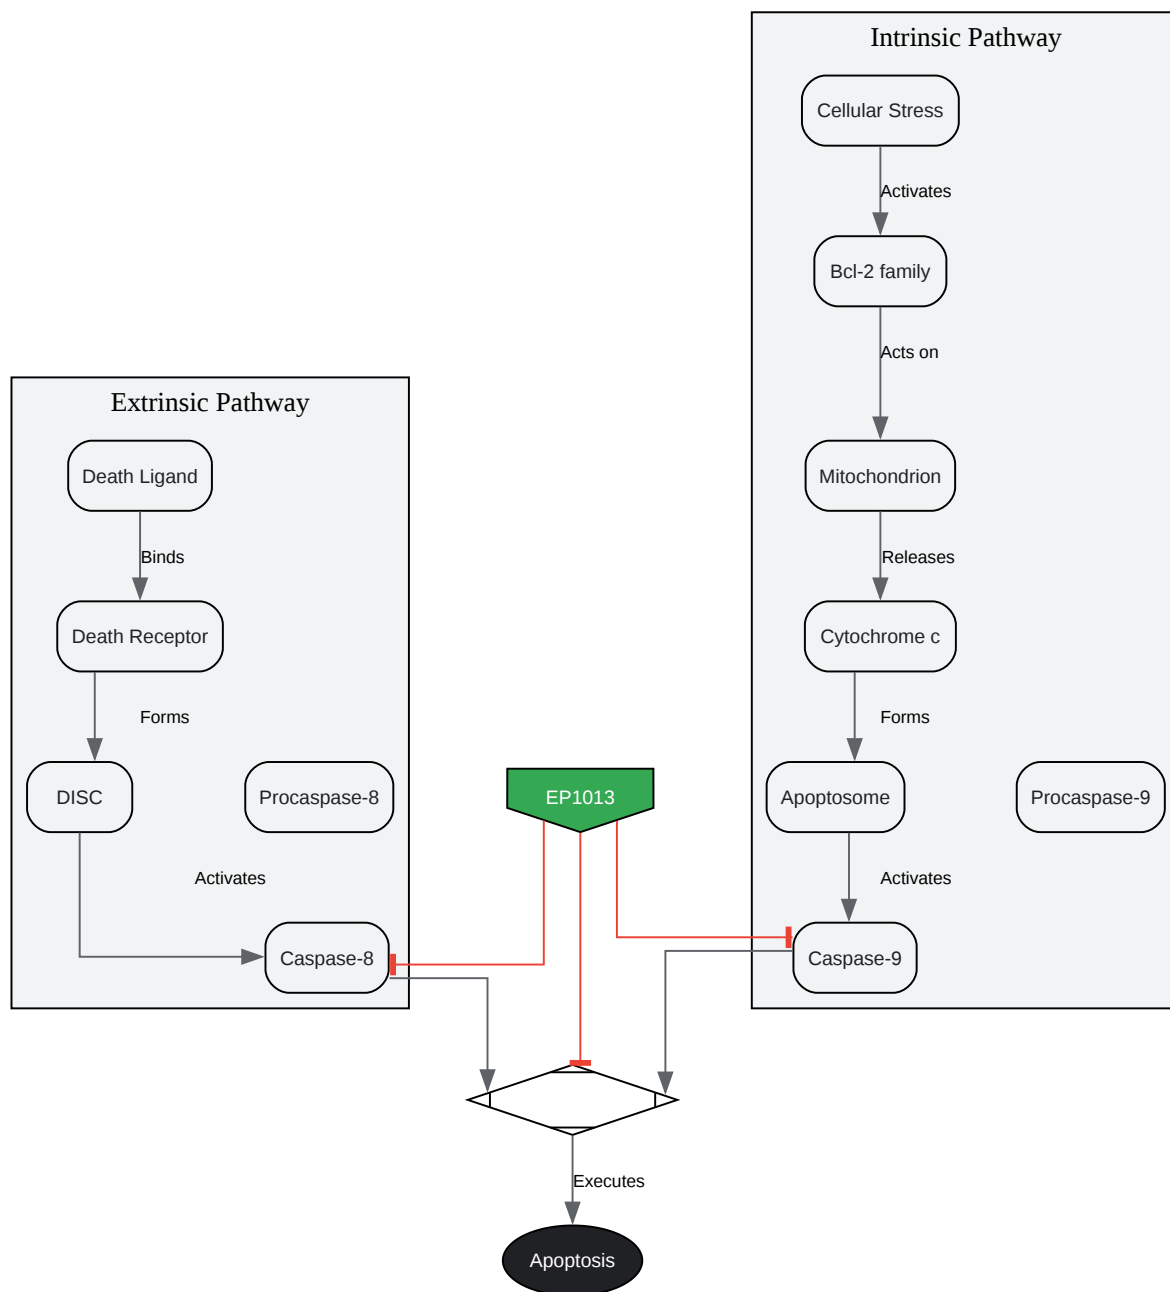 Intrinsic Pathway
Cellular Stress
Activates
Bcl-2 family
Acts on
Mitochondrion
Releases
Cytochrome c
Forms
Apoptosome
Procaspase-9
Activates
Caspase-9
Extrinsic Pathway
Death Ligand
Binds
Death Receptor
Forms
DISC
Procaspase-8
Activates
Caspase-8
EP1013
Executes
Apoptosis